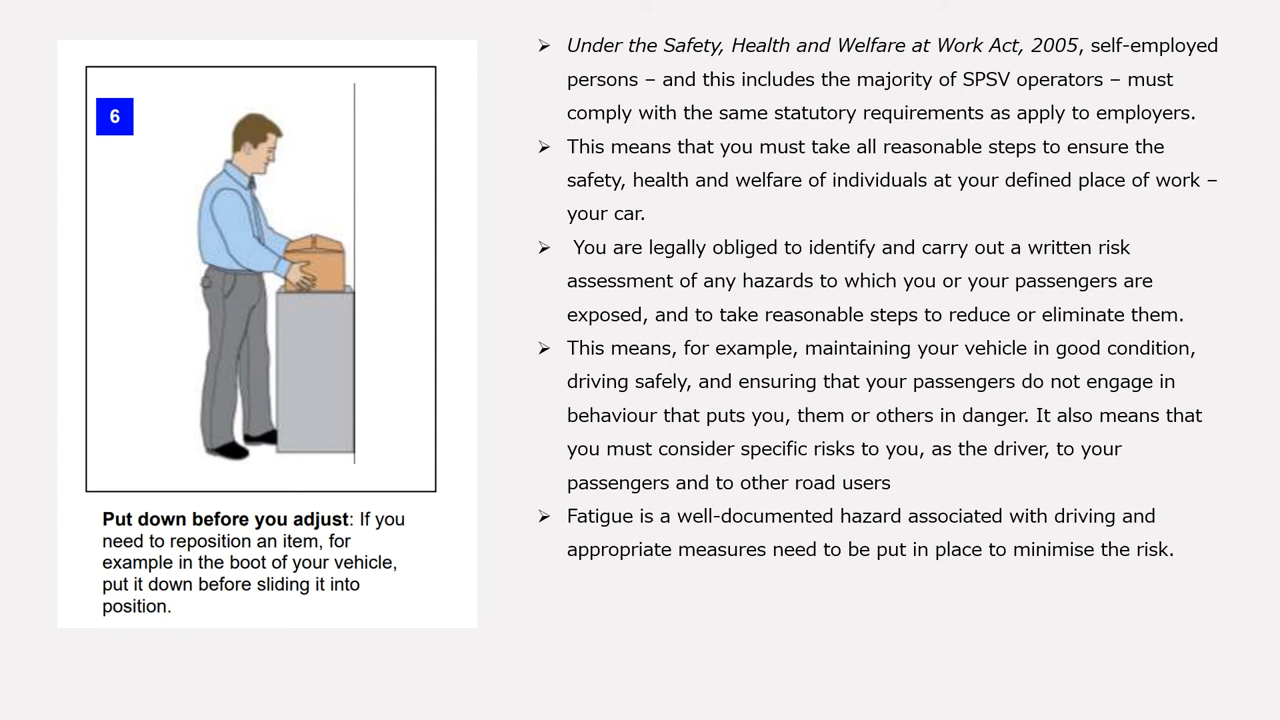 6
Put down before you adjust: If you
need to reposition an item, for
example in the boot of your vehicle,
put it down before sliding it into
position.
➢ Under the Safety, Health and Welfare at Work Act, 2005, self-employed
persons – and this includes the majority of SPSV operators – must
comply with the same statutory requirements as apply to employers.
➢ This means that you must take all reasonable steps to ensure the
safety, health and welfare of individuals at your defined place of work –
your car.
➢ You are legally obliged to identify and carry out a written risk
assessment of any hazards to which you or your passengers are
exposed, and to take reasonable steps to reduce or eliminate them.
➢ This means, for example, maintaining your vehicle in good condition,
driving safely, and ensuring that your passengers do not engage in
behaviour that puts you, them or others in danger. It also means that
you must consider specific risks to you, as the driver, to your
passengers and to other road users
➢ Fatigue is a well-documented hazard associated with driving and
appropriate measures need to be put in place to minimise the risk.